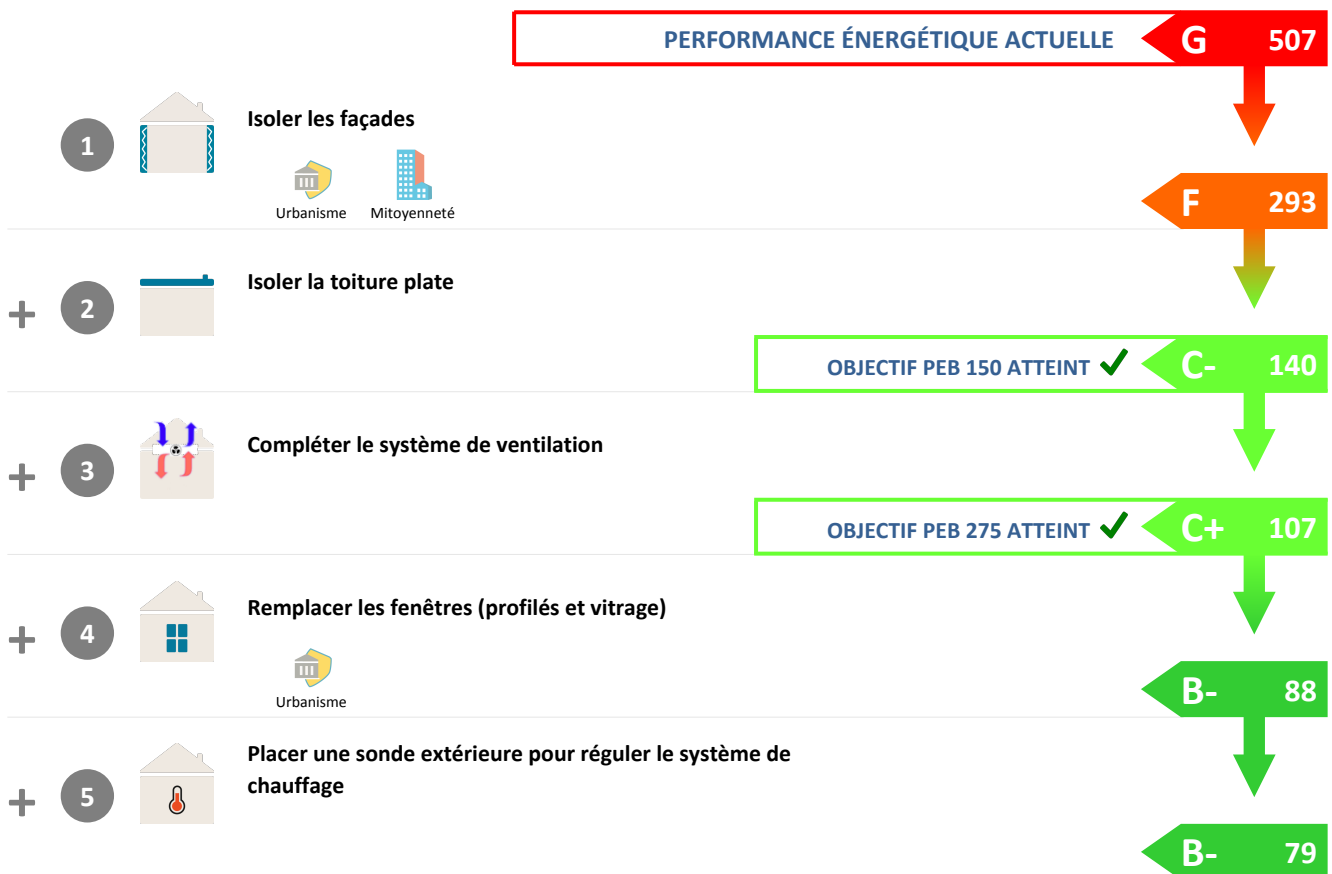 PERFORMANCE ÉNERGÉTIQUE ACTUELLE G 507
1 Isoler les façades
Urbanisme Mitoyenneté
F 293
+ 2 Isoler la toiture plate
OBJECTIF PEB 150 ATTEINT ✓ C- 140
+ 3 Compléter le système de ventilation
OBJECTIF PEB 275 ATTEINT ✓ C+ 107
+ 4 Remplacer les fenêtres (profilés et vitrage)
Urbanisme
B- 88
+ 5 Placer une sonde extérieure pour réguler le système de
chauffage
B- 79